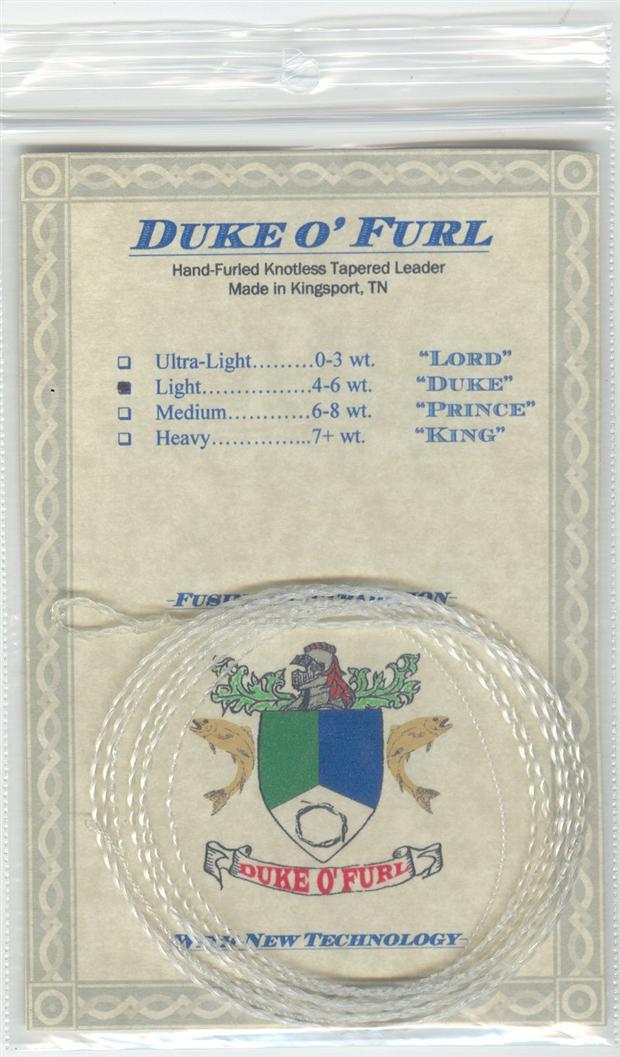 DUKE O' FURL
Hand-Furled Knotless Tapered Leader
Made in Kingsport, TN
Ultra-Light.........0-3 wt. "LORD"
Light................4-6 wt. "DUKE"
Medium............6-8 wt. "PRINCE"
Heavy...............7+ wt. "KING"
DUKE O'FURL
NEW TECHNOLOGY-